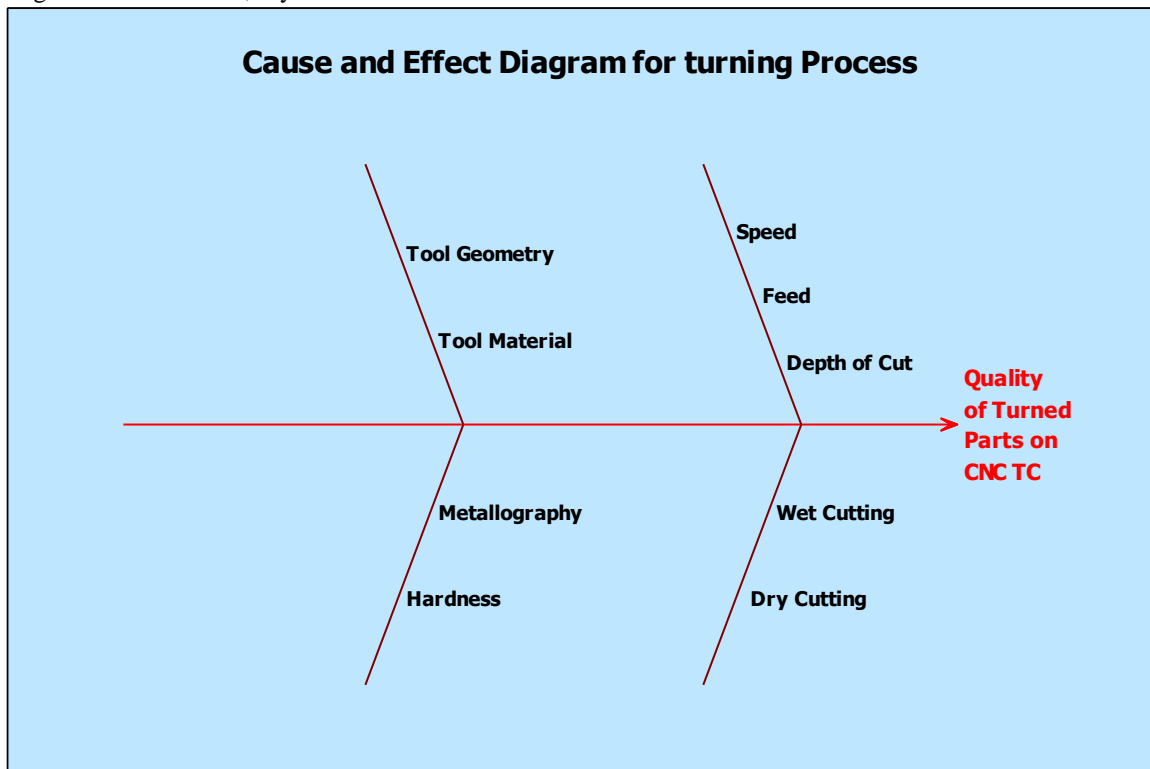 Cause and Effect Diagram for turning Process
Speed
Tool Geometry
Feed
Tool Material
Depth of Cut
Quality
of Turned
Parts on
CNC TC
Metallography
Wet Cutting
Hardness
Dry Cutting